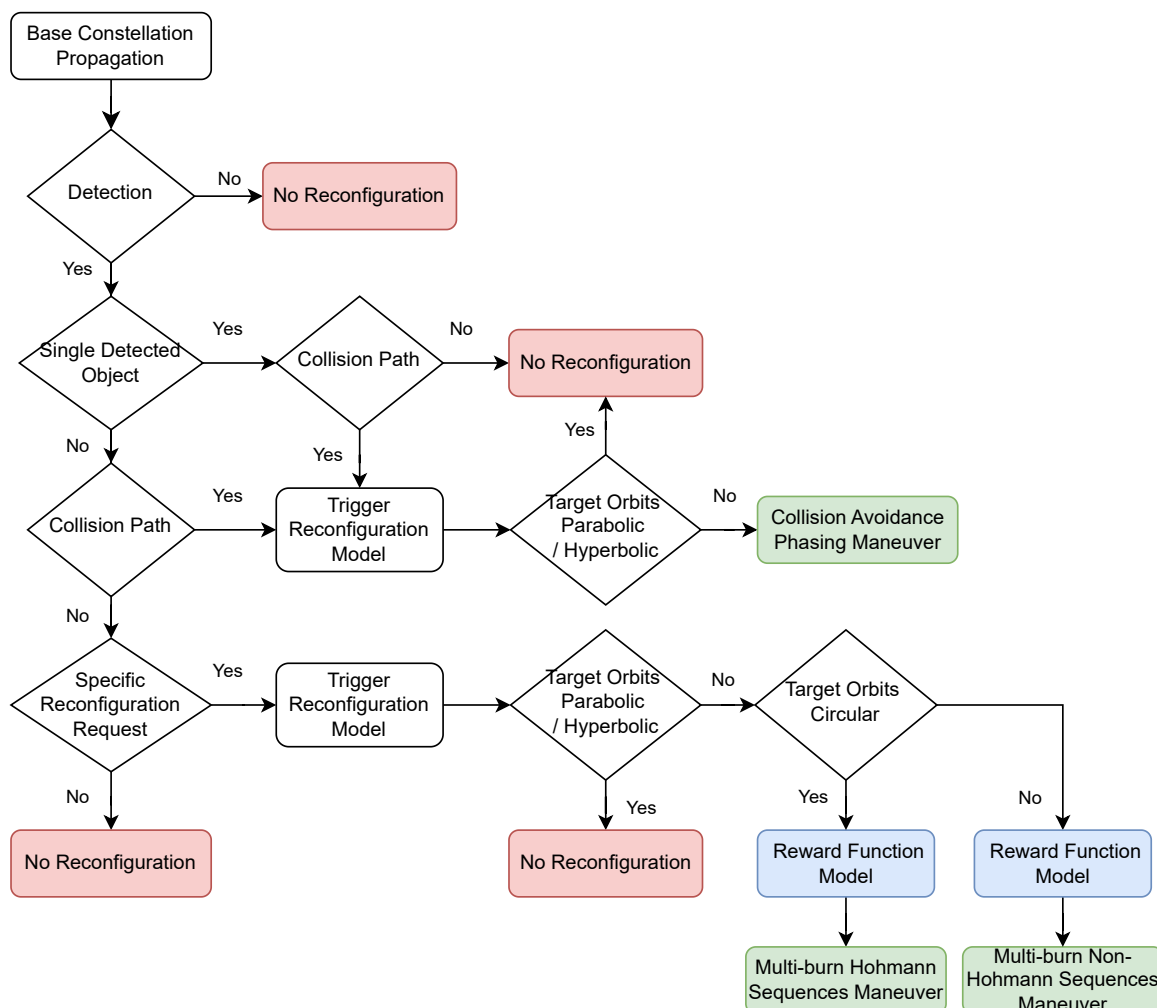 Base Constellation
Propagation
Detection
No
No Reconfiguration
Yes
Single Detected
Object
Yes
Collision Path
No
No Reconfiguration
Yes
No
Yes
Collision Path
Yes
Trigger
Reconfiguration
Model
Target Orbits
Parabolic
/ Hyperbolic
No
Collision Avoidance
Phasing Maneuver
No
Specific
Reconfiguration
Request
Yes
Trigger
Reconfiguration
Model
Target Orbits
Parabolic
/ Hyperbolic
No
Target Orbits
Circular
No
Yes
Yes
No
No Reconfiguration
No Reconfiguration
Reward Function
Model
Reward Function
Model
Multi-burn Hohmann
Sequences Maneuver
Multi-burn Non-
Hohmann Sequences
Maneuver